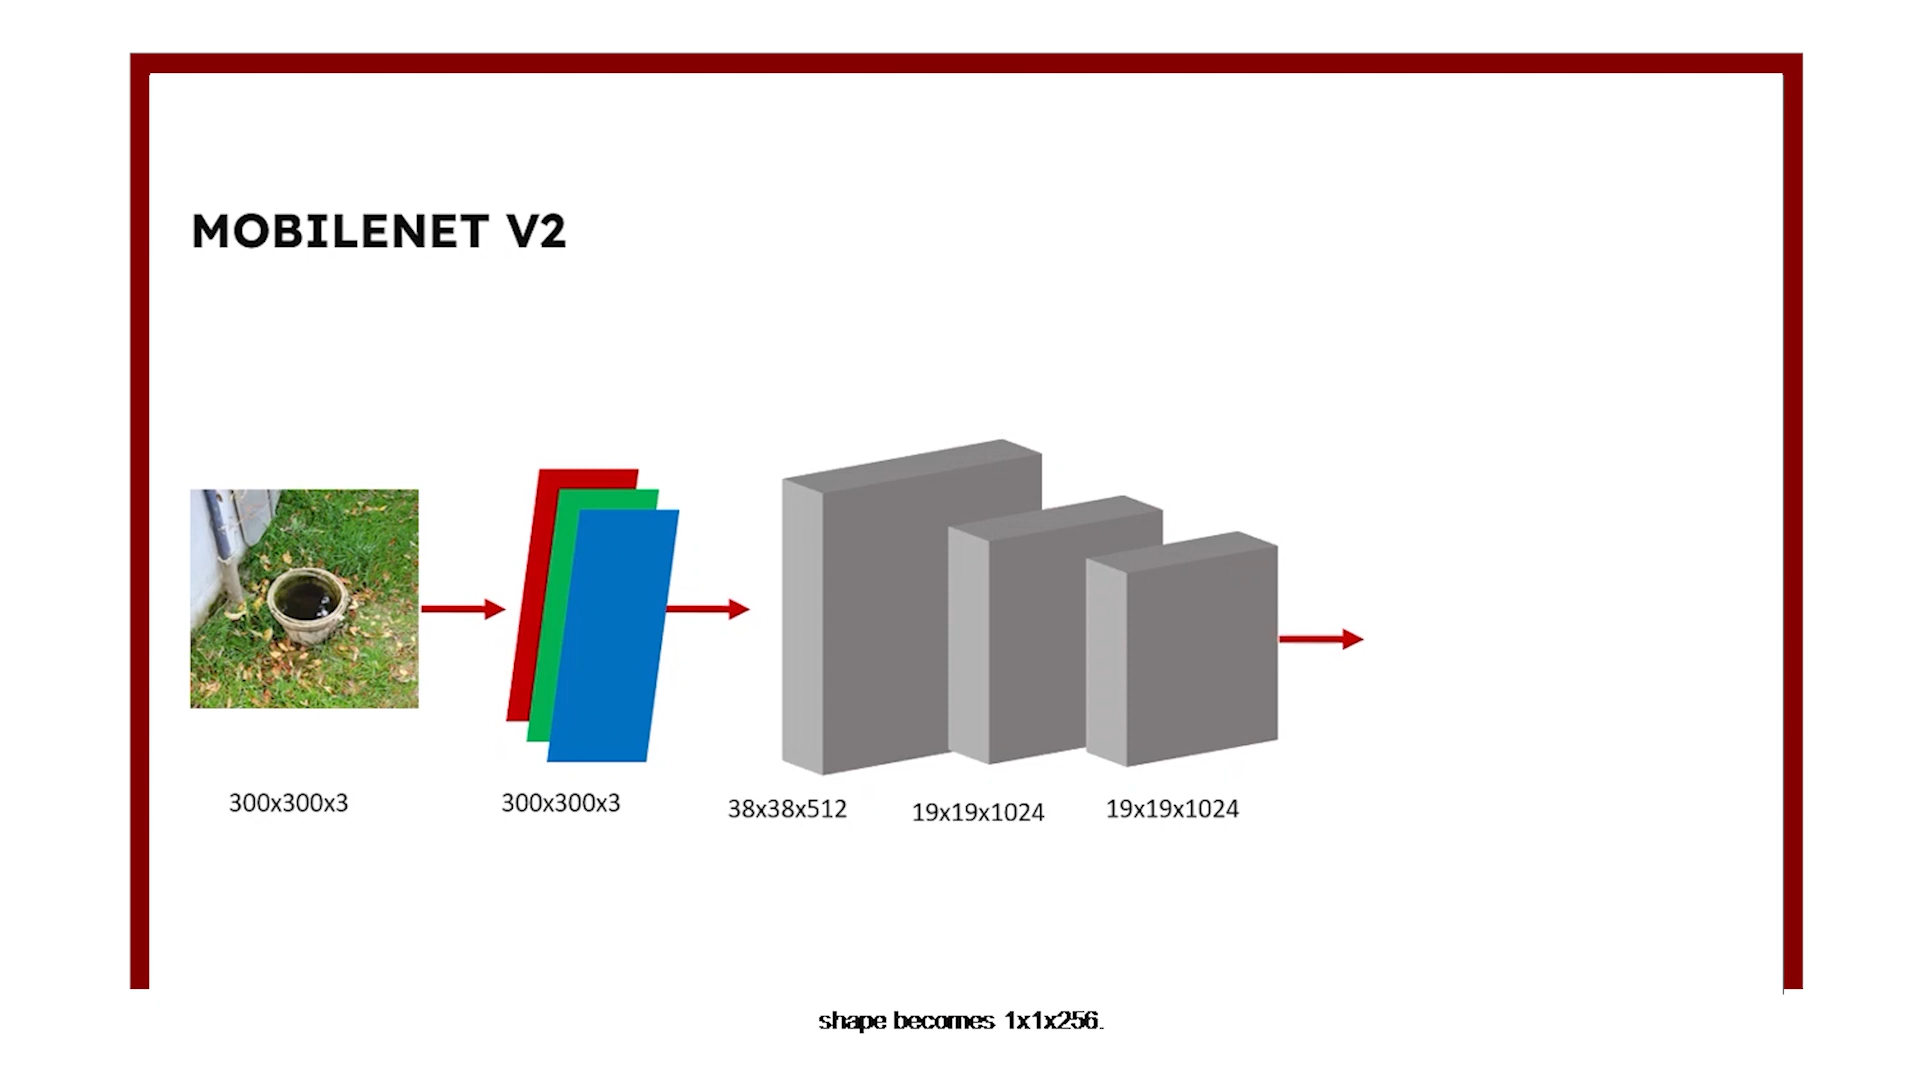 MOBILENET V2
300x300x3
300x300x3
38x38x512
19x19x1024
19x19x1024
shape becomes 1x1x256.